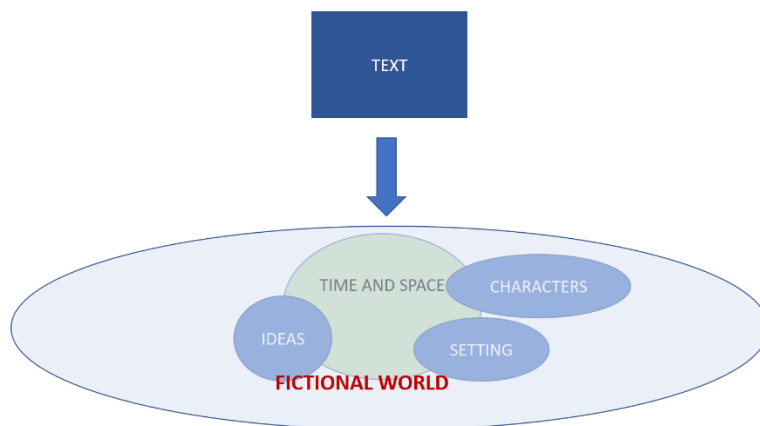 TEXT
TIME AND SPACE
CHARACTERS
IDEAS
SETTING
FICTIONAL WORLD